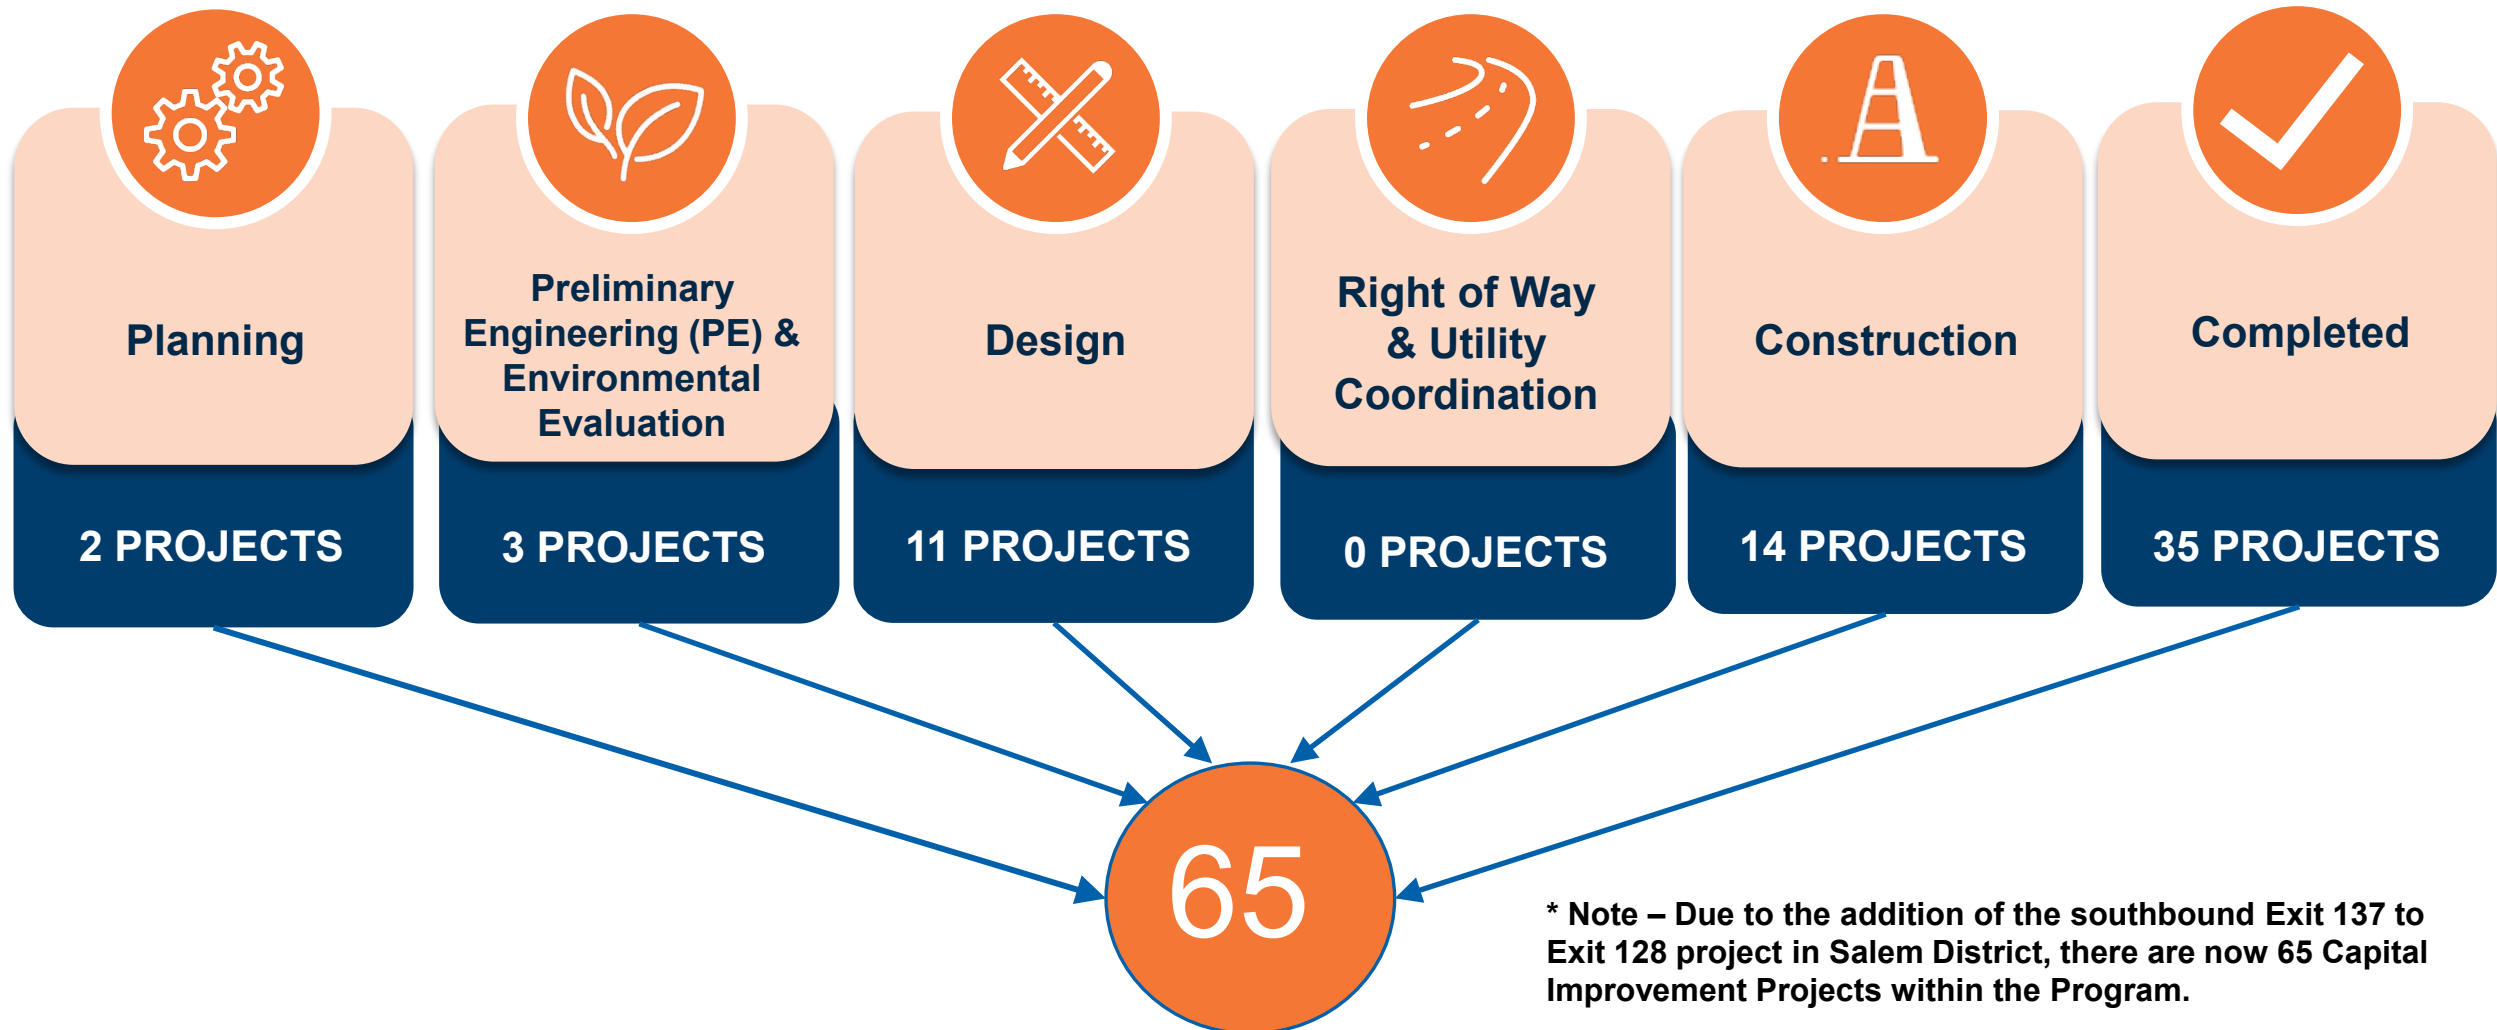 Planning
Preliminary
Engineering (PE) &
Environmental
Evaluation
Design
Right of Way
& Utility
Coordination
Construction
Completed
2 PROJECTS
3 PROJECTS
11 PROJECTS
0 PROJECTS
14 PROJECTS
35 PROJECTS
65
* Note – Due to the addition of the southbound Exit 137 to
Exit 128 project in Salem District, there are now 65 Capital
Improvement Projects within the Program.